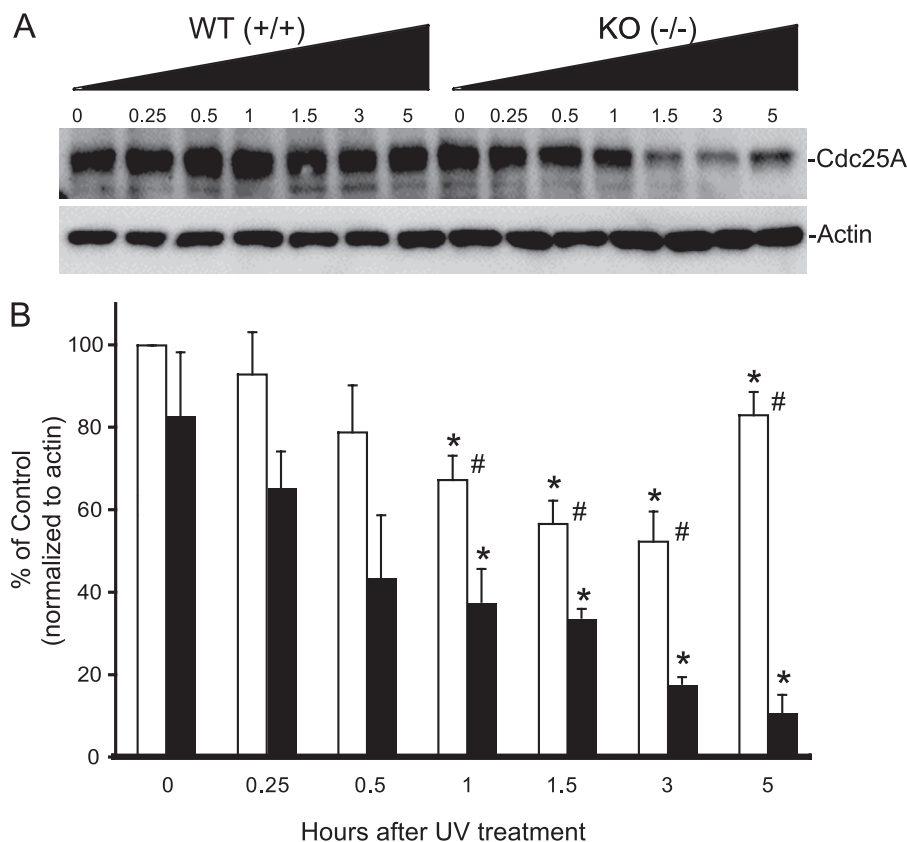 A
WT (+/+) KO (-/-)
0 0.25 0.5 1 1.5 3 5 0 0.25 0.5 1 1.5 3 5
-Cdc25A
-Actin
B
% of Control
(normalized to actin)
100
80
60
40
20
0
* # * # * # * #
* * * *
0 0.25 0.5 1 1.5 3 5
Hours after UV treatment